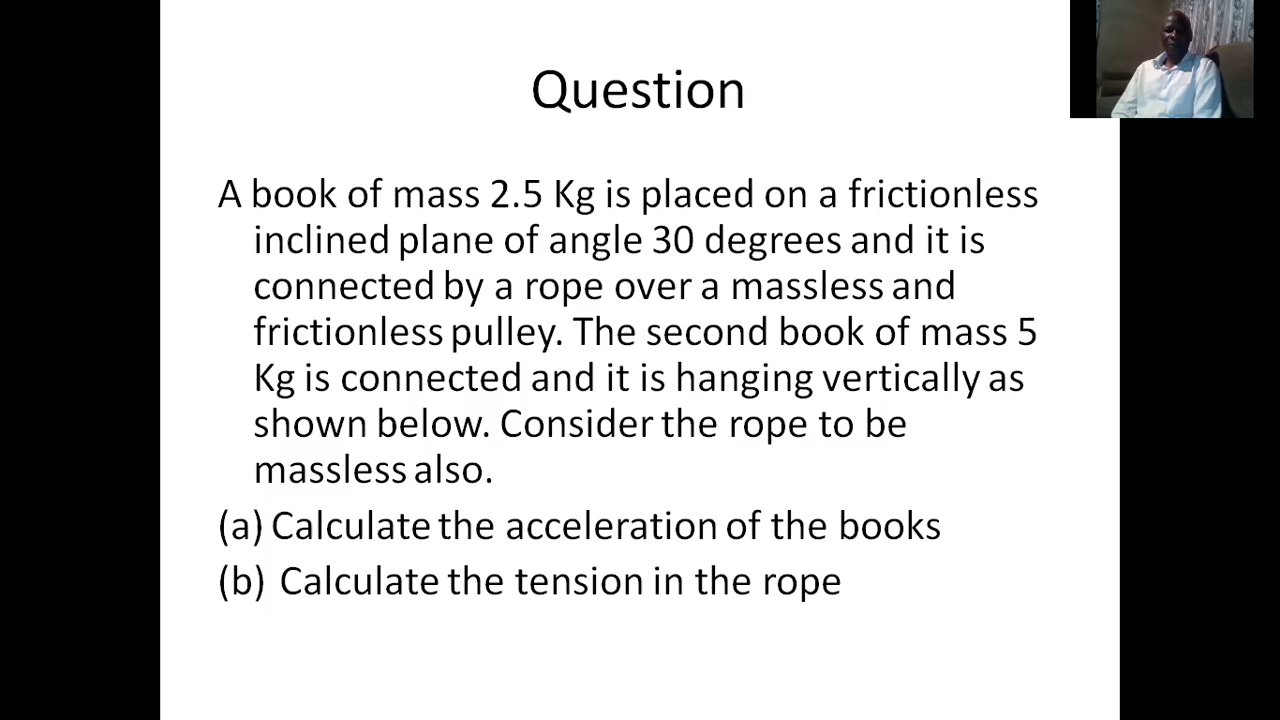 Question
A book of mass 2.5 Kg is placed on a frictionless
inclined plane of angle 30 degrees and it is
connected by a rope over a massless and
frictionless pulley. The second book of mass 5
Kg is connected and it is hanging vertically as
shown below. Consider the rope to be
massless also.
(a) Calculate the acceleration of the books
(b) Calculate the tension in the rope